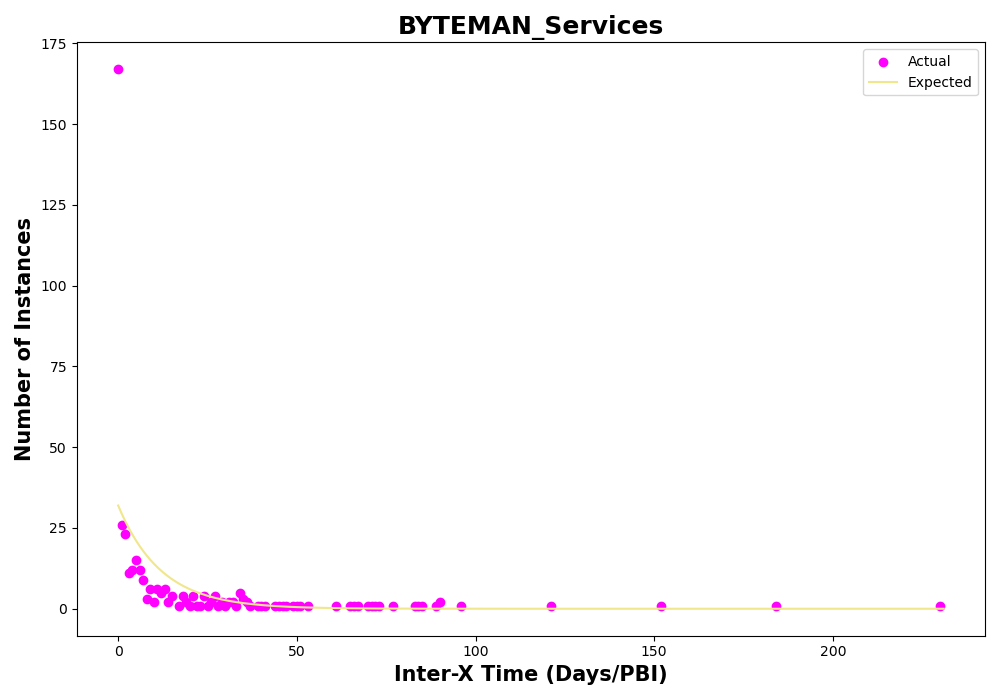 BYTEMAN_Services
175
150
125
100
75
50
25
0
Number of Instances
Actual
Expected
0
50
100
150
200
Inter-X Time (Days/PBI)